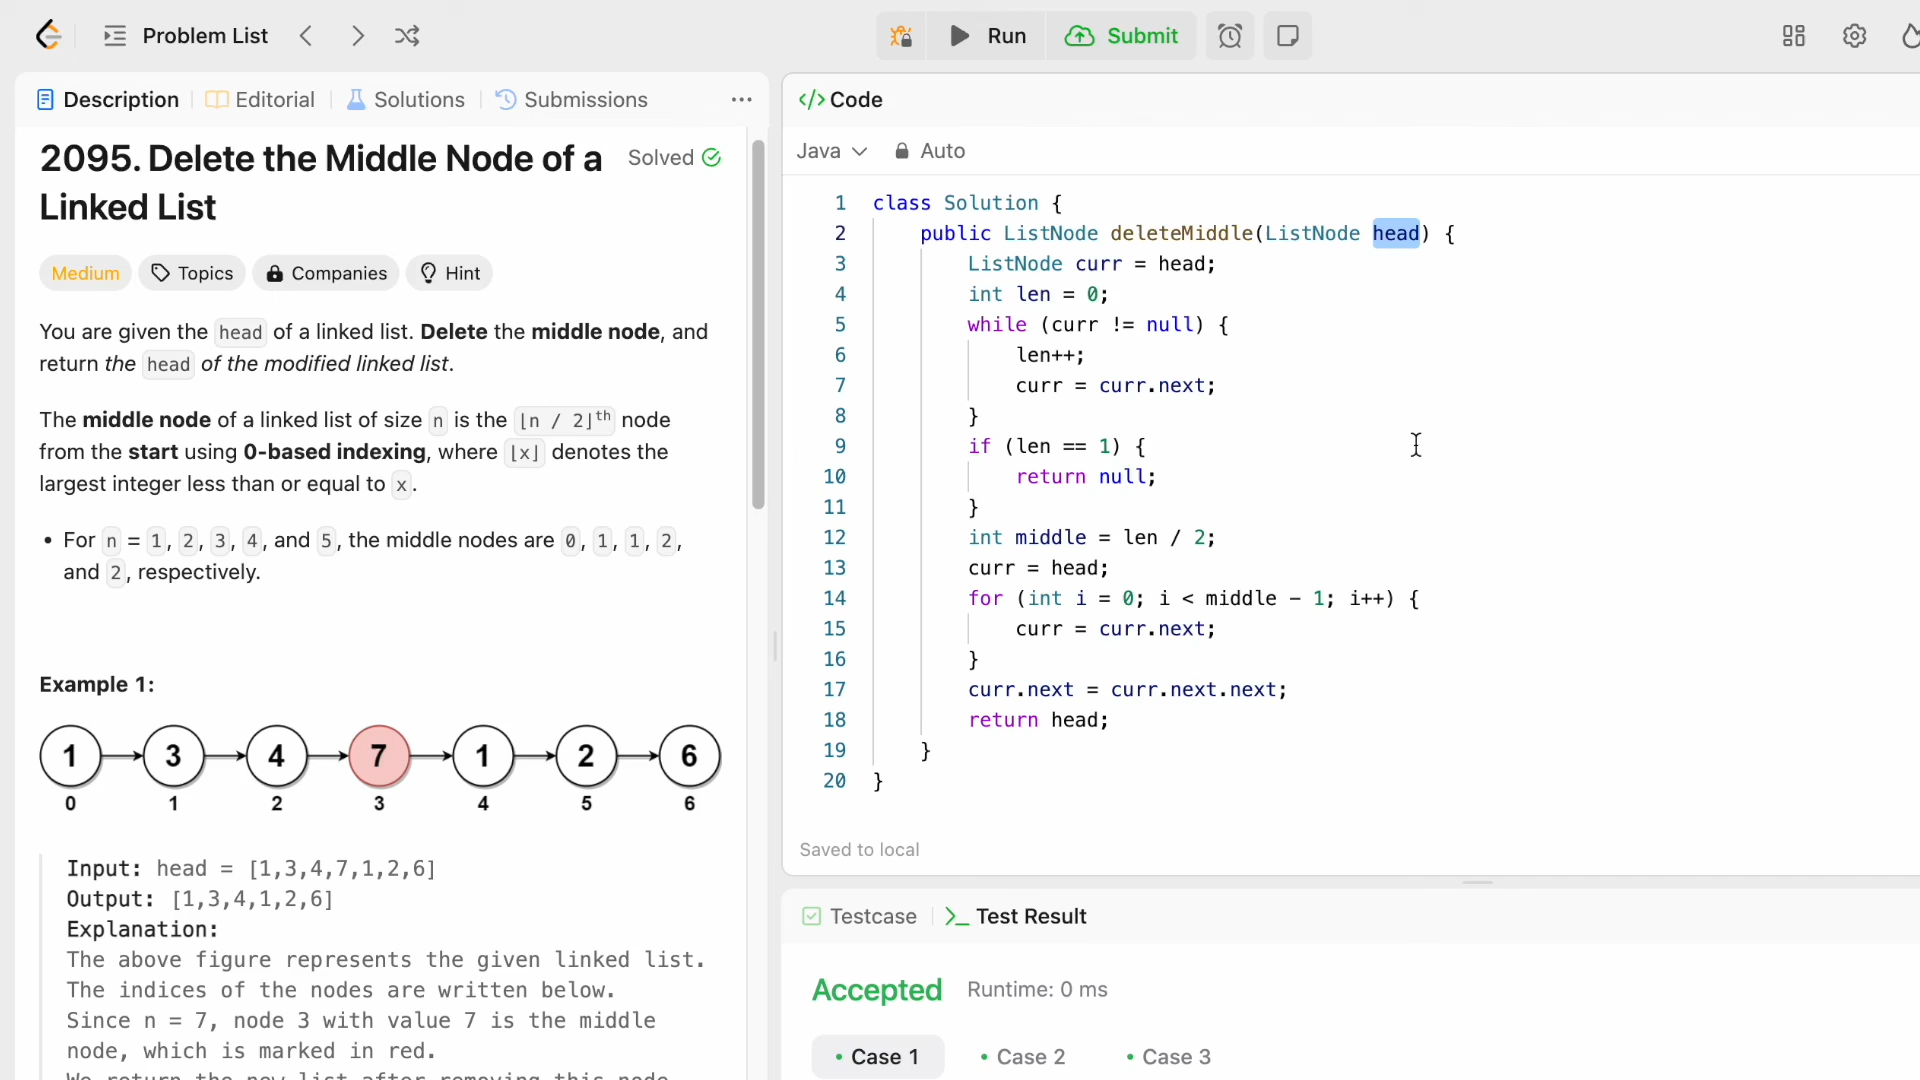 Problem List
Run
Submit
Description
Editorial
Solutions
Submissions
2095. Delete the Middle Node of a
Linked List
Solved
Medium
Topics
Companies
Hint
You are given the head of a linked list. Delete the middle node, and
return the head of the modified linked list.
The middle node of a linked list of size n is the ⌊n / 2⌋th node
from the start using 0-based indexing, where ⌊x⌋ denotes the
largest integer less than or equal to x.
• For n = 1, 2, 3, 4, and 5, the middle nodes are 0, 1, 1, 2,
and 2, respectively.
Example 1:
1 3 4 7 1 2 6
0 1 2 3 4 5 6
Input: head = [1,3,4,7,1,2,6]
Output: [1,3,4,1,2,6]
Explanation:
The above figure represents the given linked list.
The indices of the nodes are written below.
Since n = 7, node 3 with value 7 is the middle
node, which is marked in red.
We return the new list after removing this node.
</> Code
Java
Auto
1 class Solution {
2 public ListNode deleteMiddle(ListNode head) {
3 ListNode curr = head;
4 int len = 0;
5 while (curr != null) {
6 len++;
7 curr = curr.next;
8 }
9 if (len == 1) {
10 return null;
11 }
12 int middle = len / 2;
13 curr = head;
14 for (int i = 0; i < middle - 1; i++) {
15 curr = curr.next;
16 }
17 curr.next = curr.next.next;
18 return head;
19 }
20 }
Saved to local
Testcase
>_ Test Result
Accepted
Runtime: 0 ms
• Case 1
• Case 2
• Case 3